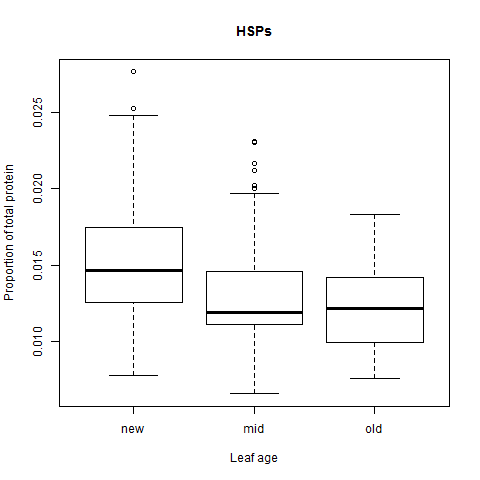 HSPs
Proportion of total protein
0.025
0.020
0.015
0.010
new mid old
Leaf age